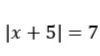 |x + 5| = 7